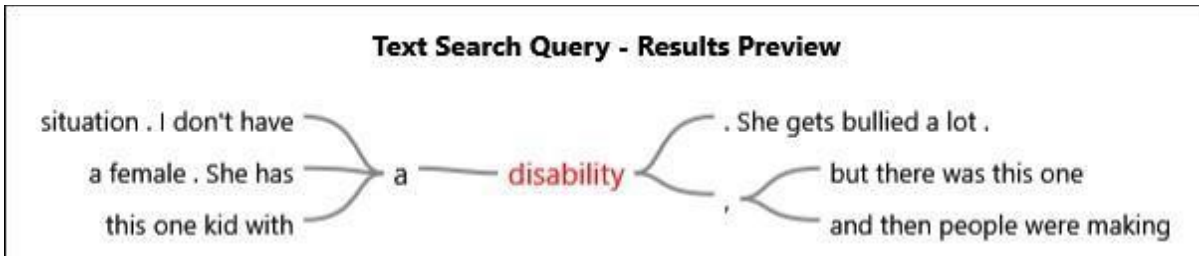 Text Search Query - Results Preview
situation . I don't have
a female . She has
this one kid with
a
disability
. She gets bullied a lot .
,
but there was this one
and then people were making